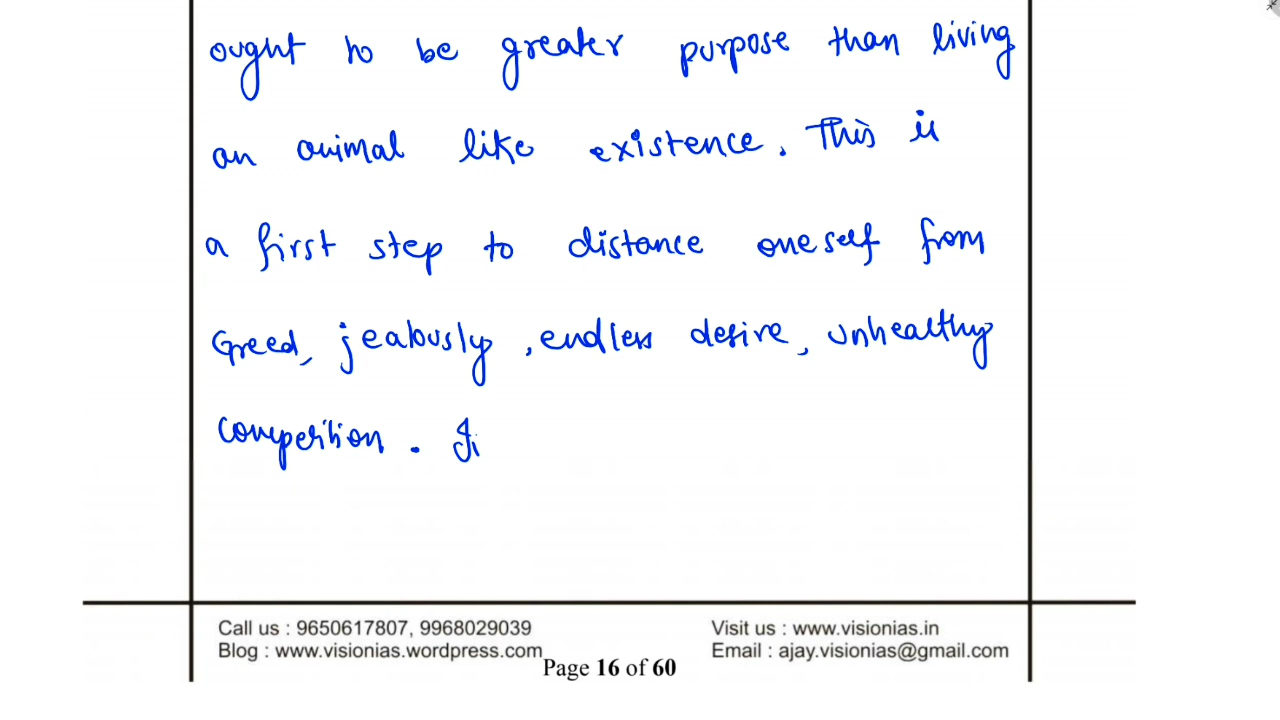 ought to be greater purpose than living
an animal like existence. This is
a first step to distance oneself from
Greed, jealously, endless desire, unhealthy
competition.
Call us : 9650617807, 9968029039
Visit us : www.visionias.in
Blog : www.visionias.wordpress.com
Email : ajay.visionias@gmail.com
Page 16 of 60